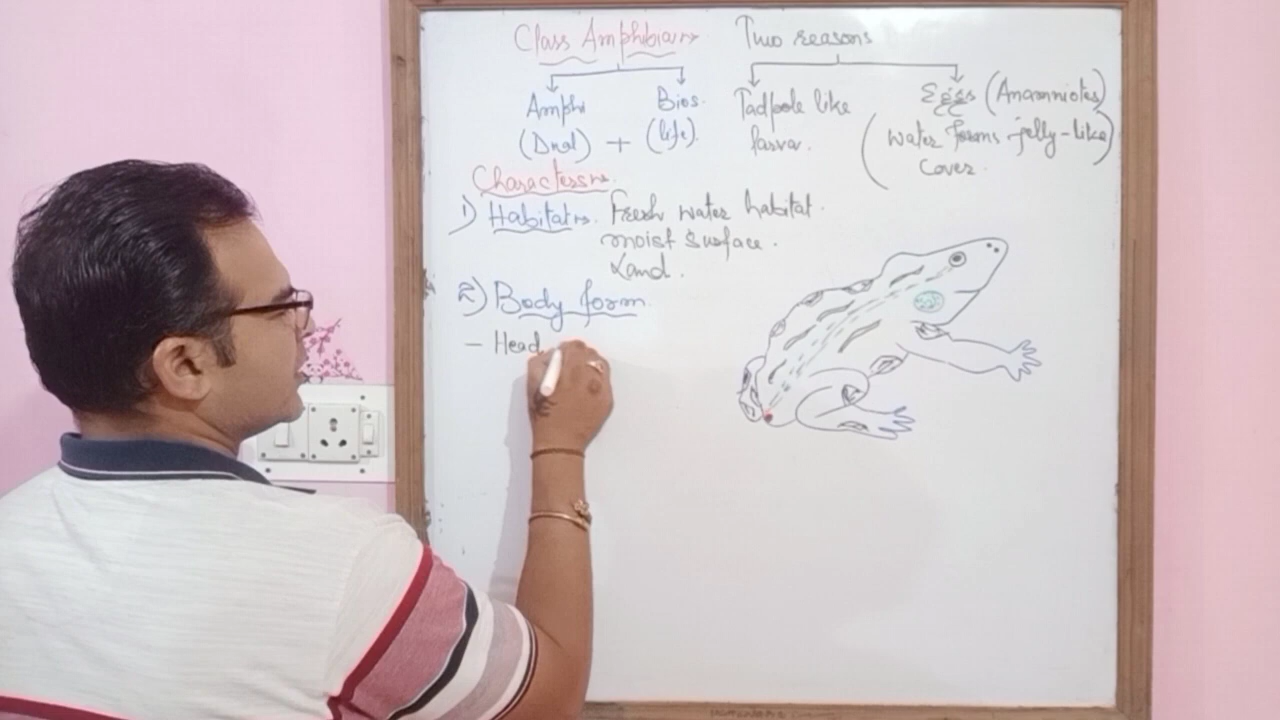 Class Amphibians
Two reasons
Amphi
(Dual)
+
Bios.
(life).
Tadpole like
larva.
Eggs (Anamniotes)
(water forms jelly-like)
cover.
Characters.
1) Habitats. Fresh water habitat.
moist surface.
Land.
2) Body form.
- Head